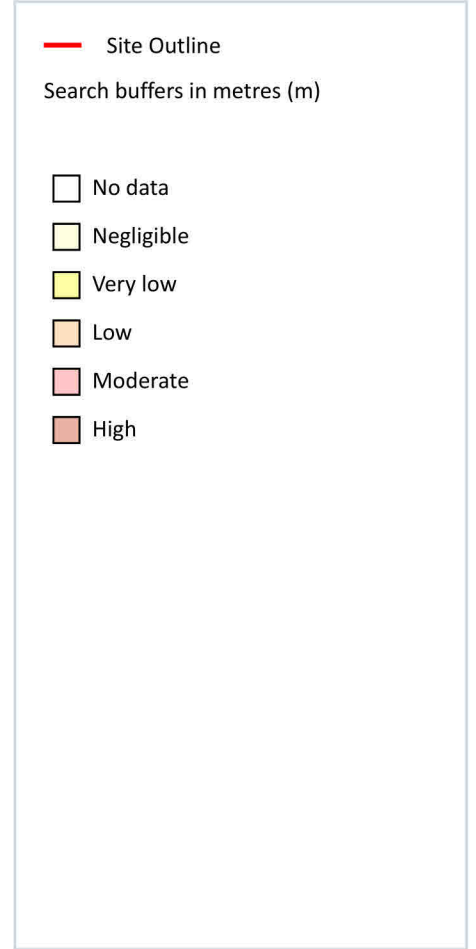 Site Outline
Search buffers in metres (m)
No data
Negligible
Very low
Low
Moderate
High